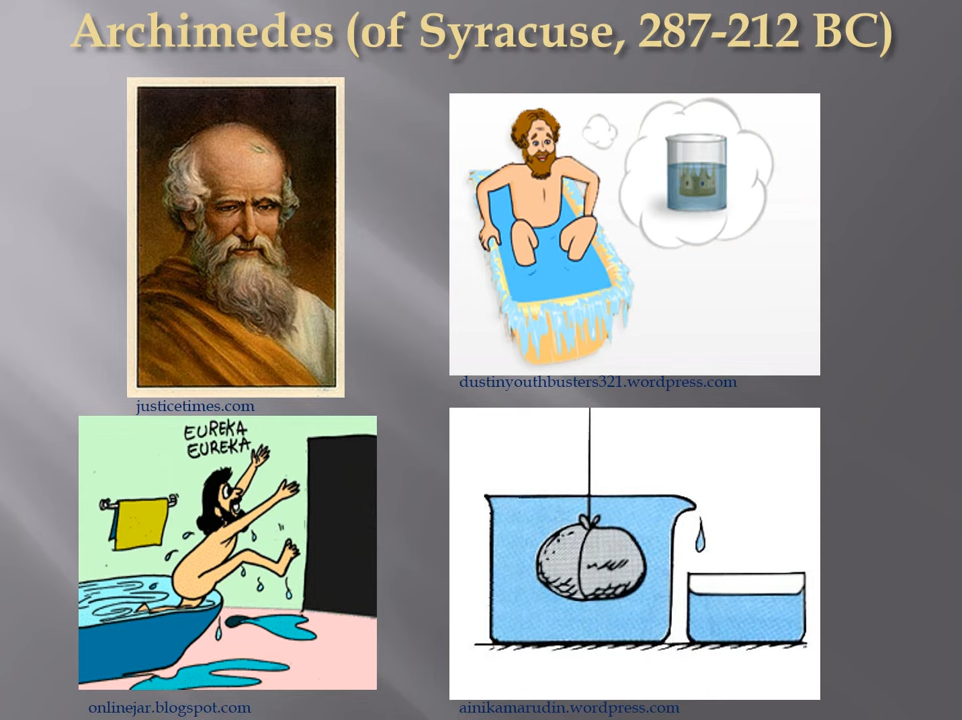 Archimedes (of Syracuse, 287-212 BC)
dustinyouthbusters321.wordpress.com
justicetimes.com
EUREKA
EUREKA
onlinejar.blogspot.com
ainikamarudin.wordpress.com